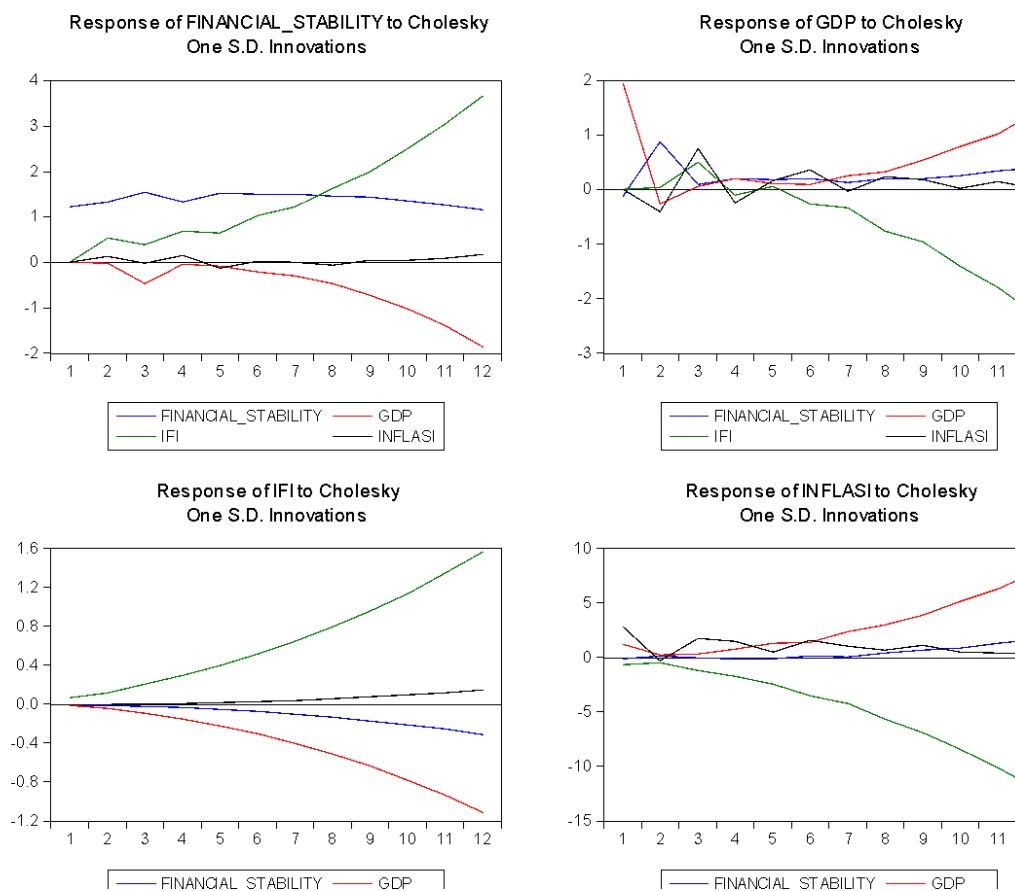 Response of FINANCIAL_STABILITY to Cholesky
One S.D. Innovations
4
3
2
1
0
-1
-2
1 2 3 4 5 6 7 8 9 10 11 12
FINANCIAL_STABILITY GDP
IFI INFLASI
Response of GDP to Cholesky
One S.D. Innovations
2
1
0
-1
-2
-3
1 2 3 4 5 6 7 8 9 10 11
FINANCIAL_STABILITY GDP
IFI INFLASI
Response of IFI to Cholesky
One S.D. Innovations
1.6
1.2
0.8
0.4
0.0
-0.4
-0.8
-1.2
1 2 3 4 5 6 7 8 9 10 11 12
FINANCIAL_STABILITY GDP
Response of INFLASI to Cholesky
One S.D. Innovations
10
5
0
-5
-10
-15
1 2 3 4 5 6 7 8 9 10 11
FINANCIAL_STABILITY GDP